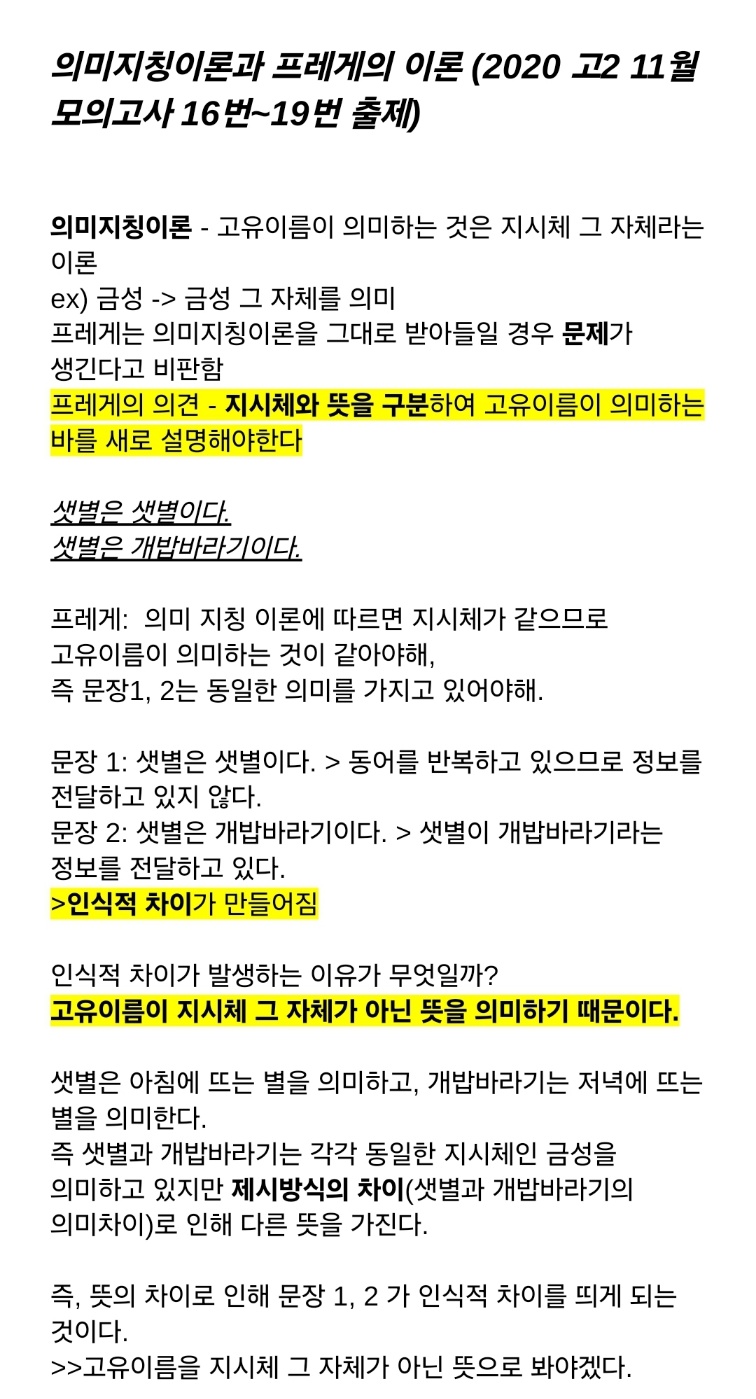 의미지칭이론과 프레게의 이론 (2020 고2 11월
모의고사 16번~19번 출제)
의미지칭이론 - 고유이름이 의미하는 것은 지시체 그 자체라는
이론
ex) 금성 -> 금성 그 자체를 의미
프레게는 의미지칭이론을 그대로 받아들일 경우 문제가
생긴다고 비판함
프레게의 의견 - 지시체와 뜻을 구분하여 고유이름이 의미하는
바를 새로 설명해야한다
샛별은 샛별이다.
샛별은 개밥바라기이다.
프레게:  의미 지칭 이론에 따르면 지시체가 같으므로
고유이름이 의미하는 것이 같아야해,
즉 문장1, 2는 동일한 의미를 가지고 있어야해.
문장 1: 샛별은 샛별이다. > 동어를 반복하고 있으므로 정보를
전달하고 있지 않다.
문장 2: 샛별은 개밥바라기이다. > 샛별이 개밥바라기라는
정보를 전달하고 있다.
>인식적 차이가 만들어짐
인식적 차이가 발생하는 이유가 무엇일까?
고유이름이 지시체 그 자체가 아닌 뜻을 의미하기 때문이다.
샛별은 아침에 뜨는 별을 의미하고, 개밥바라기는 저녁에 뜨는
별을 의미한다.
즉 샛별과 개밥바라기는 각각 동일한 지시체인 금성을
의미하고 있지만 제시방식의 차이(샛별과 개밥바라기의
의미차이)로 인해 다른 뜻을 가진다.
즉, 뜻의 차이로 인해 문장 1, 2 가 인식적 차이를 띄게 되는
것이다.
>>고유이름을 지시체 그 자체가 아닌 뜻으로 봐야겠다.